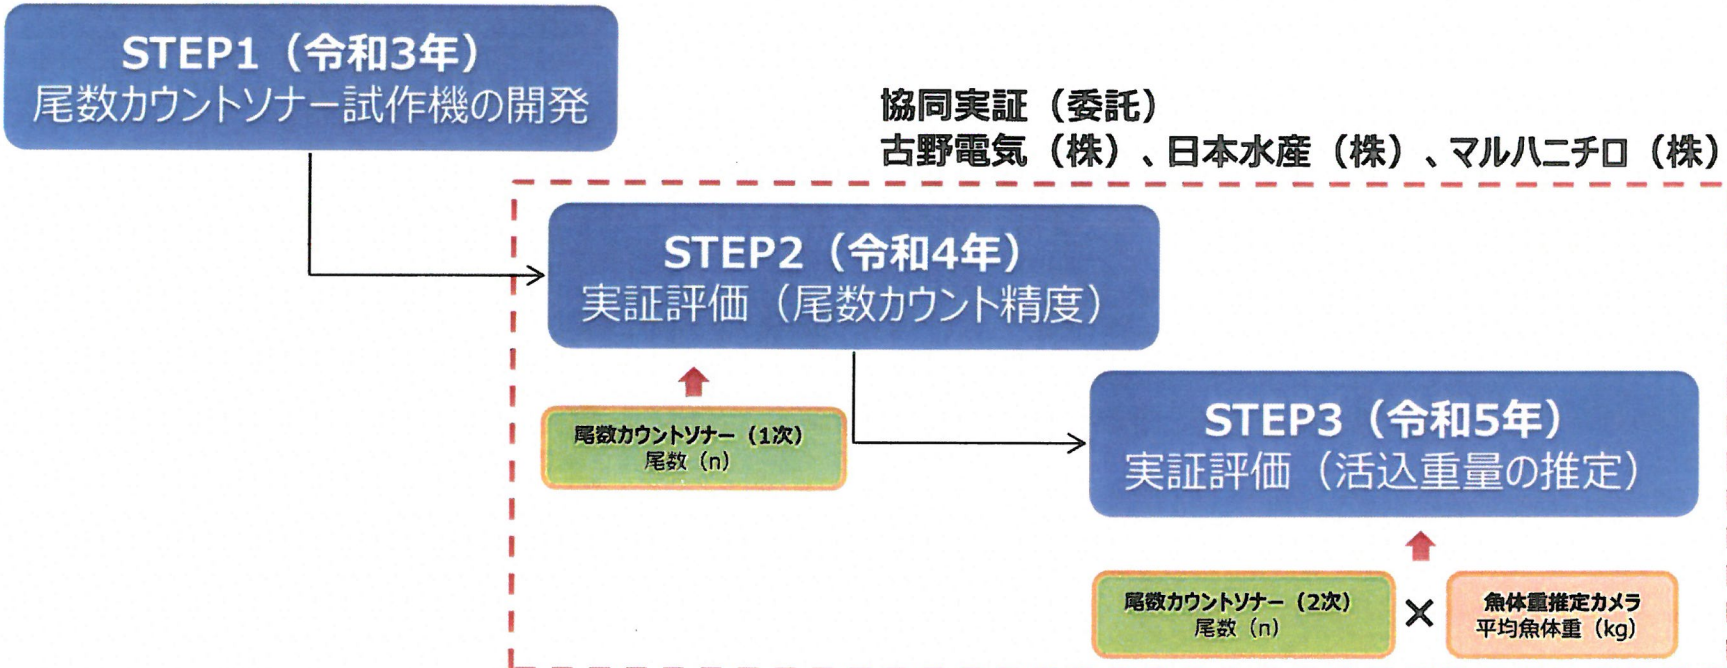 STEP1（令和3年）
尾数カウントソナー試作機の開発
協同実証（委託）
古野電気（株）、日本水産（株）、マルハニチロ（株）
STEP2（令和4年）
実証評価（尾数カウント精度）
尾数カウントソナー（1次）
尾数（n）
STEP3（令和5年）
実証評価（活込重量の推定）
尾数カウントソナー（2次）
尾数（n）
×
魚体重推定カメラ
平均魚体重（kg）